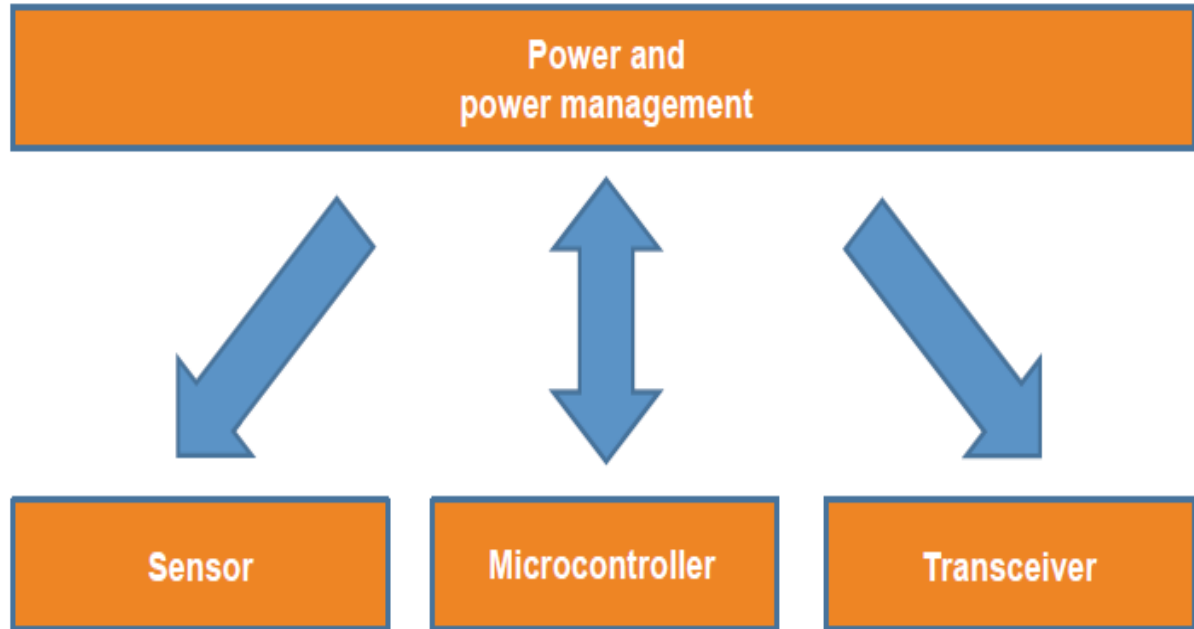 Power and
power management
Sensor
Microcontroller
Transceiver